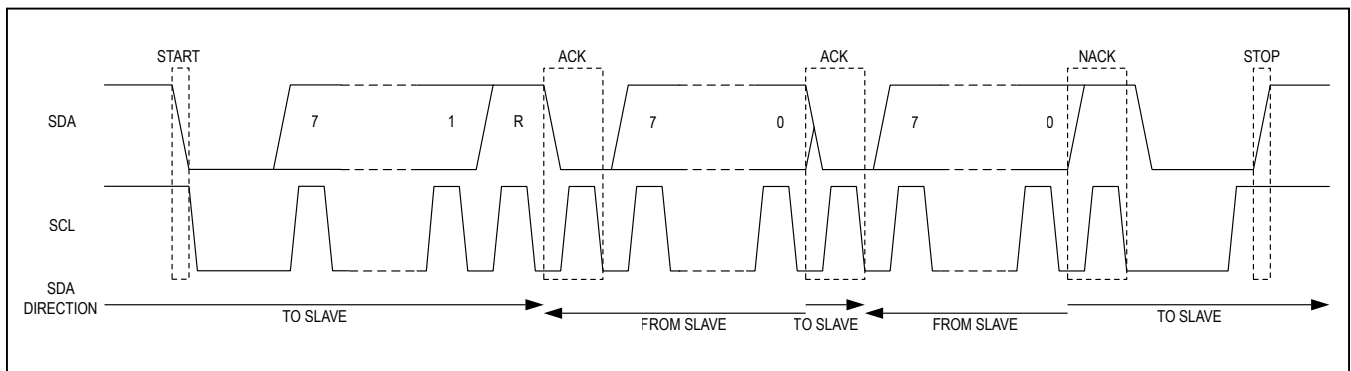 START ACK ACK NACK STOP
SDA 7 1 R 7 0 7 0
SCL
SDA DIRECTION
TO SLAVE FROM SLAVE TO SLAVE FROM SLAVE TO SLAVE